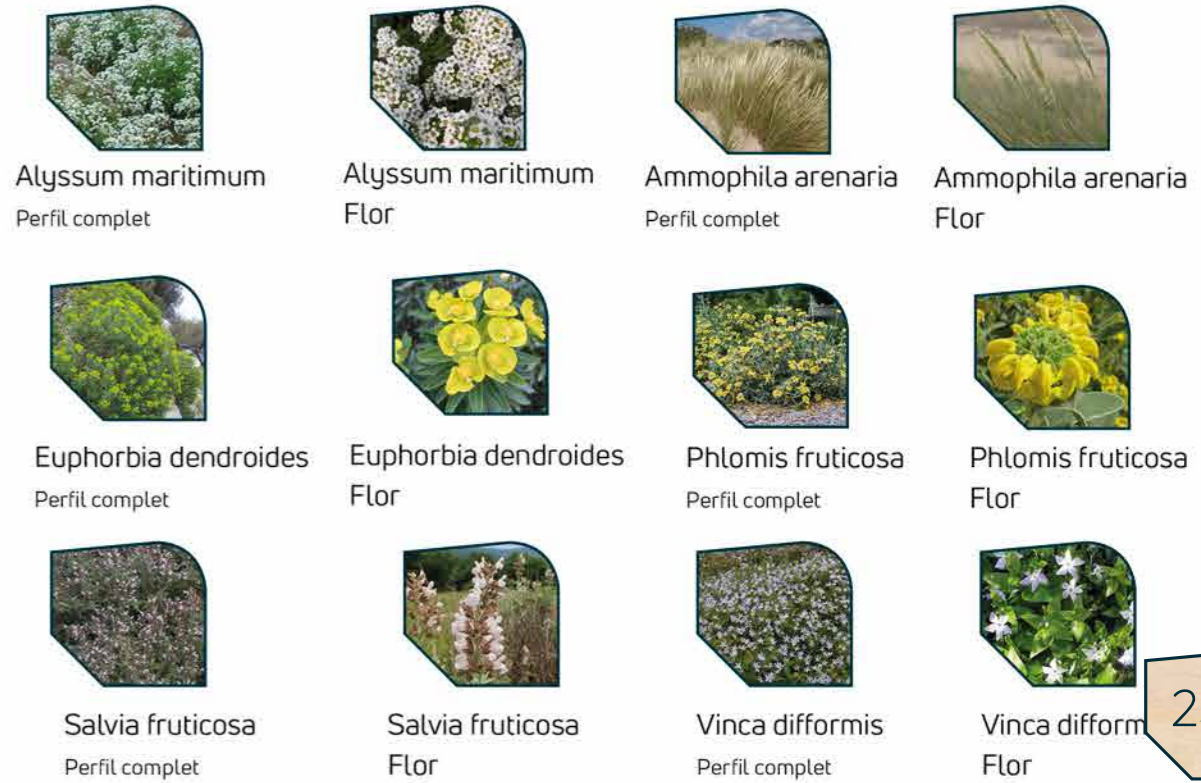 Alyssum maritimum
Perfil complet
Alyssum maritimum
Flor
Ammophila arenaria
Perfil complet
Ammophila arenaria
Flor
Euphorbia dendroides
Perfil complet
Euphorbia dendroides
Flor
Phlomis fruticosa
Perfil complet
Phlomis fruticosa
Flor
Salvia fruticosa
Perfil complet
Salvia fruticosa
Flor
Vinca difformis
Perfil complet
Vinca difform
Flor
2